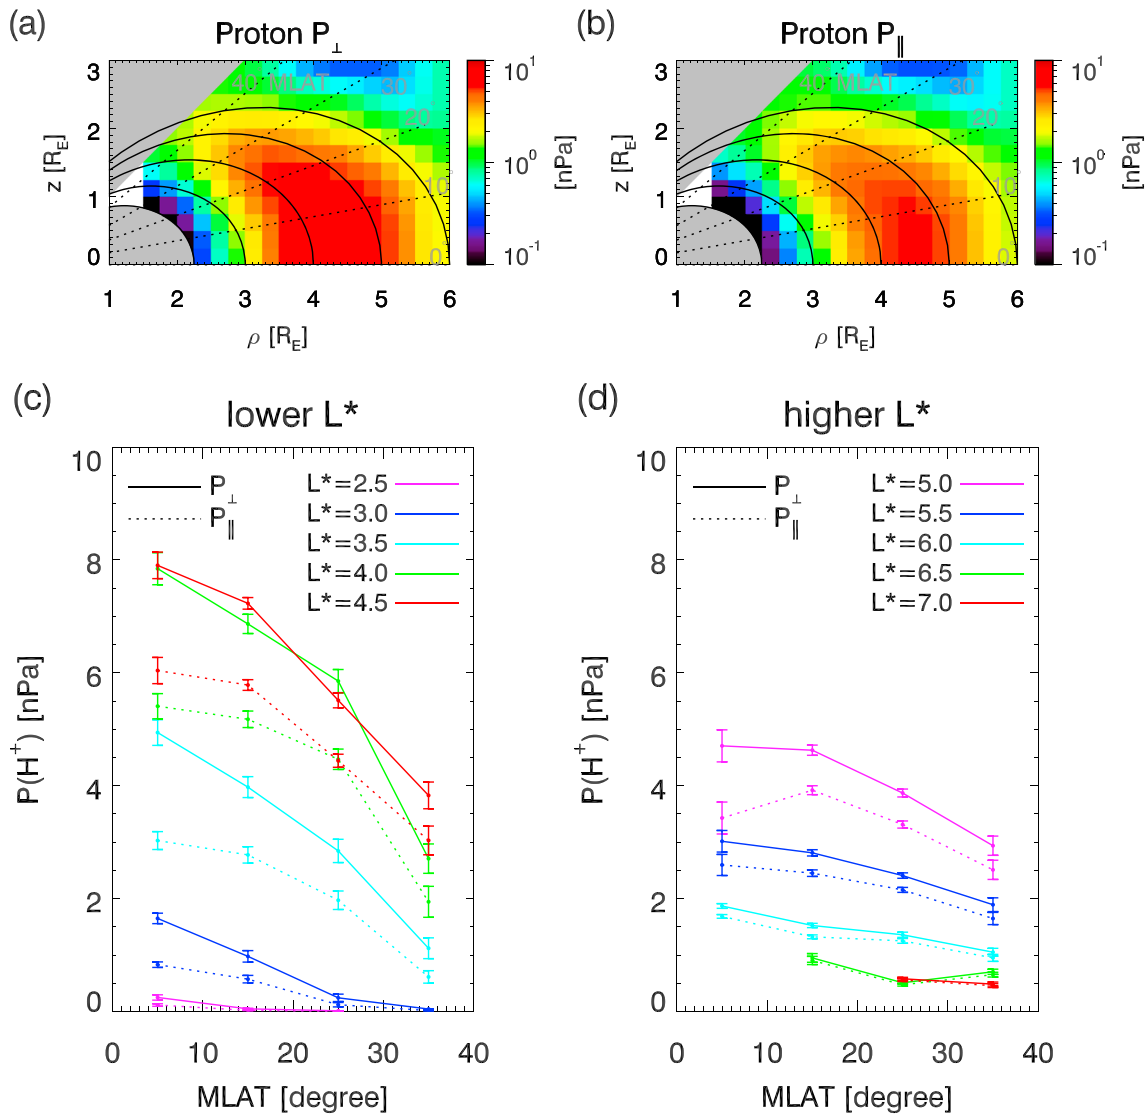 (a)
Proton P⊥
3
2
1
0
z [R_E]
40° MLAT
30°
20°
10°
0°
1 2 3 4 5 6
ρ [R_E]
10^1
10^0
10^-1
[nPa]
(b)
Proton P∥
3
2
1
0
z [R_E]
40° MLAT
30°
20°
10°
0°
1 2 3 4 5 6
ρ [R_E]
10^1
10^0
10^-1
[nPa]
(c)
lower L*
10
8
6
4
2
0
P(H^+) [nPa]
P⊥
P∥
L*=2.5
L*=3.0
L*=3.5
L*=4.0
L*=4.5
0 10 20 30 40
MLAT [degree]
(d)
higher L*
10
8
6
4
2
0
P(H^+) [nPa]
P⊥
P∥
L*=5.0
L*=5.5
L*=6.0
L*=6.5
L*=7.0
0 10 20 30 40
MLAT [degree]